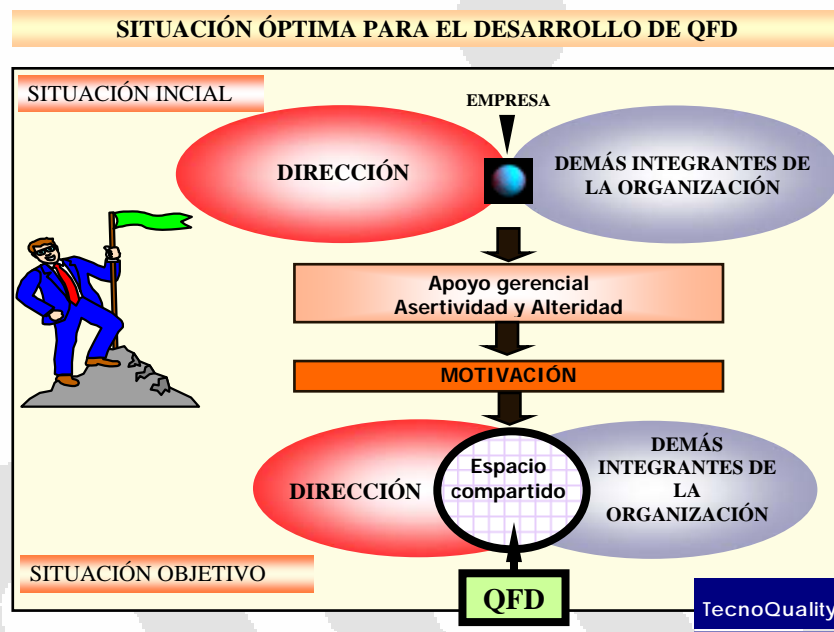 SITUACIÓN ÓPTIMA PARA EL DESARROLLO DE QFD
SITUACIÓN INCIAL
EMPRESA
DIRECCIÓN
DEMÁS INTEGRANTES DE
LA ORGANIZACIÓN
Apoyo gerencial
Asertividad y Alteridad
MOTIVACIÓN
DIRECCIÓN
Espacio
compartido
DEMÁS
INTEGRANTES DE
LA
ORGANIZACIÓN
SITUACIÓN OBJETIVO
QFD
TecnoQuality